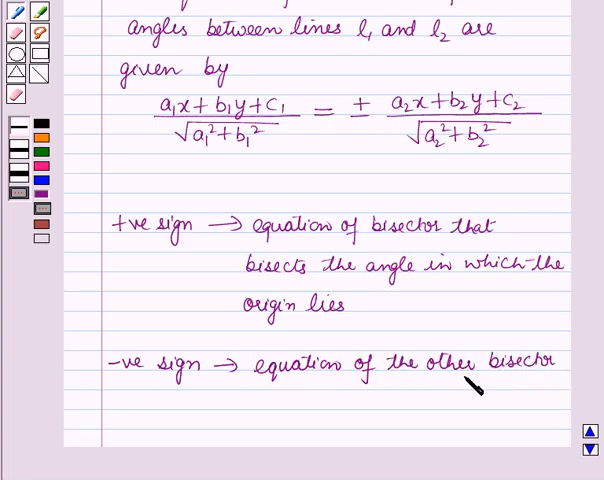 angles between lines l₁ and l₂ are
given by
a₁x + b₁y + c₁ / √a₁² + b₁² = ± a₂x + b₂y + c₂ / √a₂² + b₂²
+ve sign → equation of bisector that
bisects the angle in which the
origin lies
-ve sign → equation of the other bisector